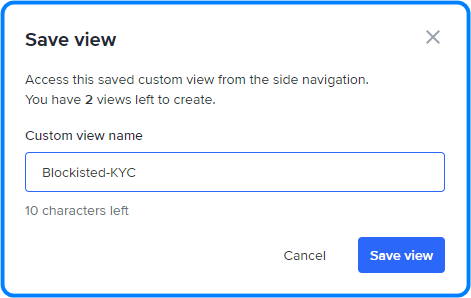 Save view
Access this saved custom view from the side navigation.
You have 2 views left to create.
Custom view name
Blockisted-KYC
10 characters left
Cancel
Save view